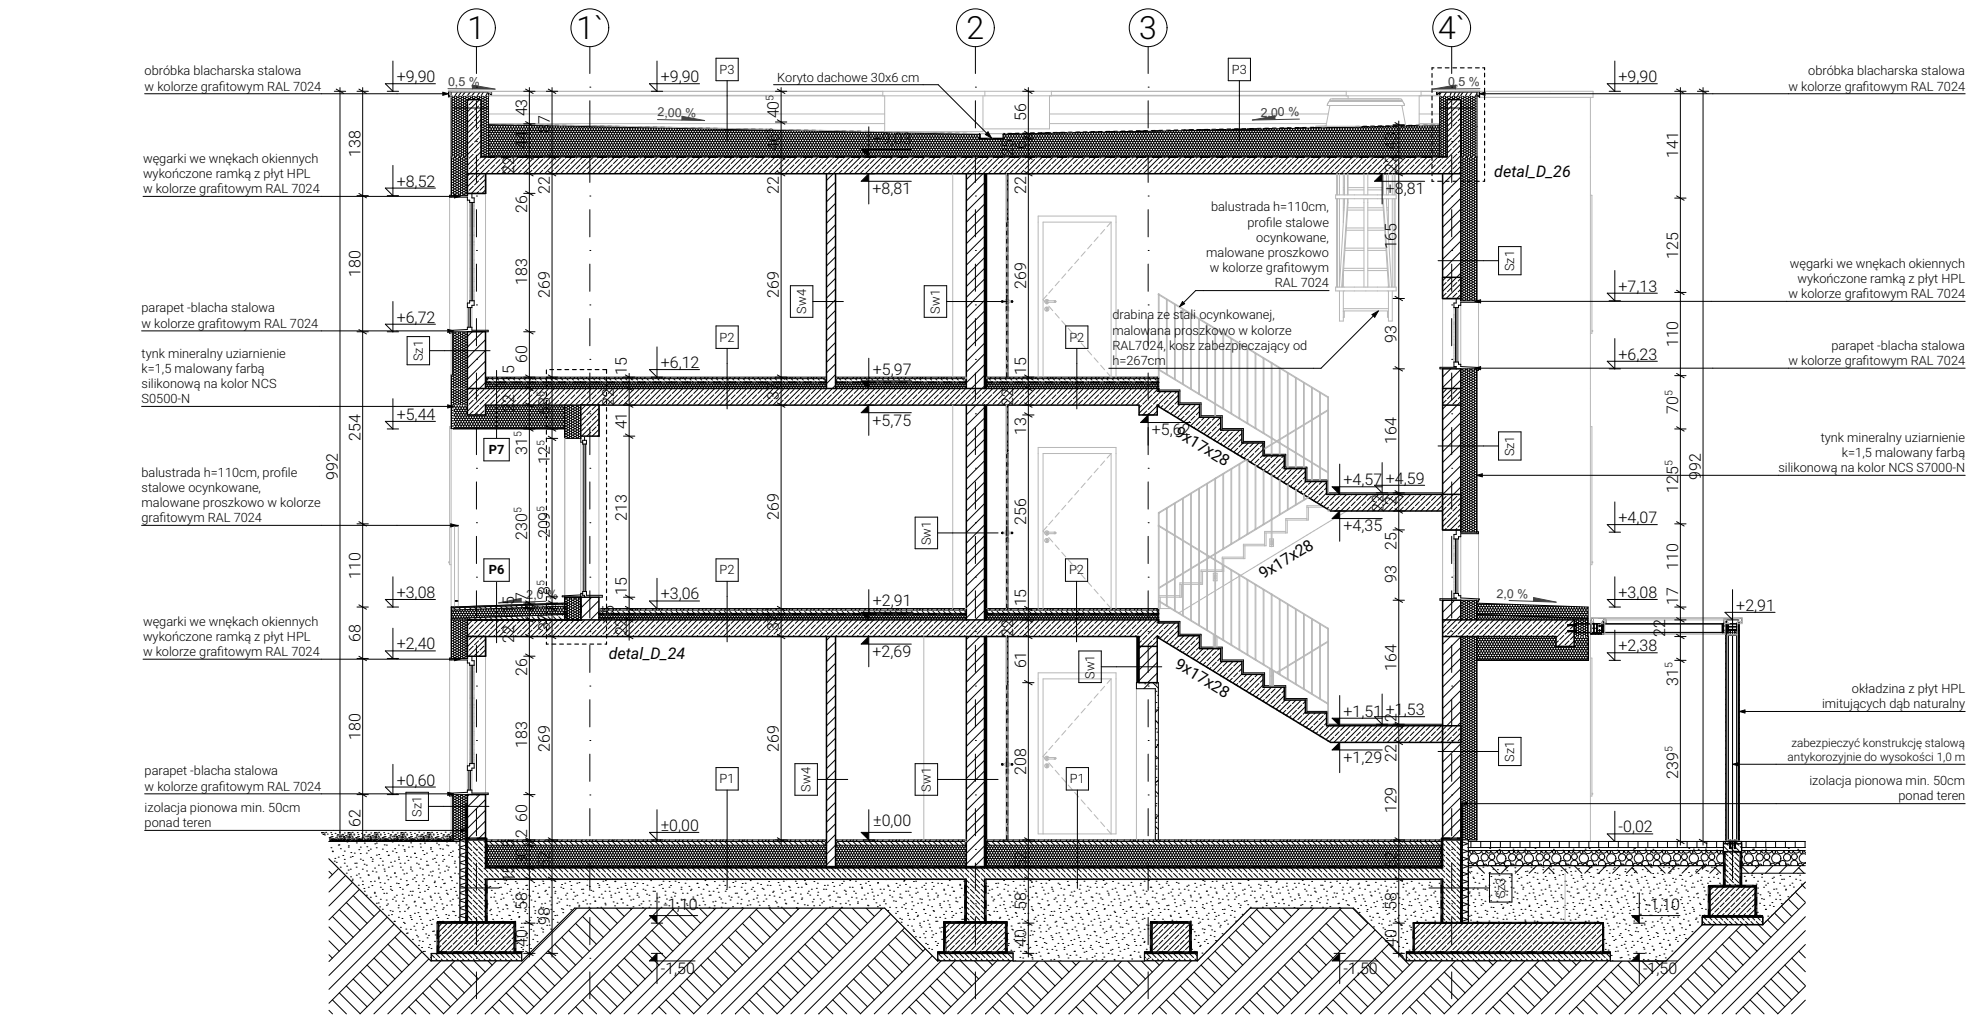 1
1`
2
3
4`
obróbka blacharska stalowa
w kolorze grafitowym RAL 7024
+9,90
0,5 %
+9,90
P3
Koryto dachowe 30x6 cm
P3
0,5 %
+9,90
obróbka blacharska stalowa
w kolorze grafitowym RAL 7024
43
40⁵
56
2,00 %
2,00 %
138
141
węgarki we wnękach okiennych
wykończone ramką z płyt HPL
w kolorze grafitowym RAL 7024
+8,52
22
22
22
22
+8,81
+8,81
detal_D_26
26
balustrada h=110cm,
profile stalowe
ocynkowane,
malowane proszkowo
w kolorze grafitowym
RAL 7024
165
180
183
269
269
269
125
Sz1
węgarki we wnękach okiennych
wykończone ramką z płyt HPL
w kolorze grafitowym RAL 7024
+7,13
Sw4
Sw1
parapet -blacha stalowa
w kolorze grafitowym RAL 7024
+6,72
drabina ze stali ocynkowanej,
malowana proszkowo w kolorze
RAL7024, kosz zabezpieczający od
h=267cm
93
110
P2
P2
Sz1
60
15
15
+6,12
+5,97
+6,23
parapet -blacha stalowa
w kolorze grafitowym RAL 7024
tynk mineralny uziarnienie
k=1,5 malowany farbą
silikonową na kolor NCS
S0500-N
+5,44
254
41
+5,75
13
9x17x28
164
70⁵
P7
31⁵
Sz1
tynk mineralny uziarnienie
k=1,5 malowany farbą
silikonową na kolor NCS S7000-N
992
992
125⁵
balustrada h=110cm, profile
stalowe ocynkowane,
malowane proszkowo w kolorze
grafitowym RAL 7024
230⁵
209⁵
213
269
256
Sw1
+4,57
+4,59
+4,35
+4,07
25
9x17x28
110
110
93
P6
P2
P2
15
15
+3,08
2,0 %
+3,06
+2,91
2,0 %
+3,08
17
+2,91
węgarki we wnękach okiennych
wykończone ramką z płyt HPL
w kolorze grafitowym RAL 7024
68
+2,40
detal_D_24
+2,69
22
+2,38
26
61
Sw1
9x17x28
164
31⁵
okładzina z płyt HPL
imitujących dąb naturalny
180
183
269
269
+1,51
+1,53
+1,29
22
Sz1
zabezpieczyć konstrukcję stalową
antykorozyjnie do wysokości 1,0 m
208
239⁵
parapet -blacha stalowa
w kolorze grafitowym RAL 7024
+0,60
P1
Sw4
Sw1
P1
izolacja pionowa min. 50cm
ponad teren
izolacja pionowa min. 50cm
ponad teren
Sz1
62
60
±0,00
±0,00
129
-0,02
58
98
58
58
-1,10
-1,10
40
40
40
-1,50
-1,50
-1,50